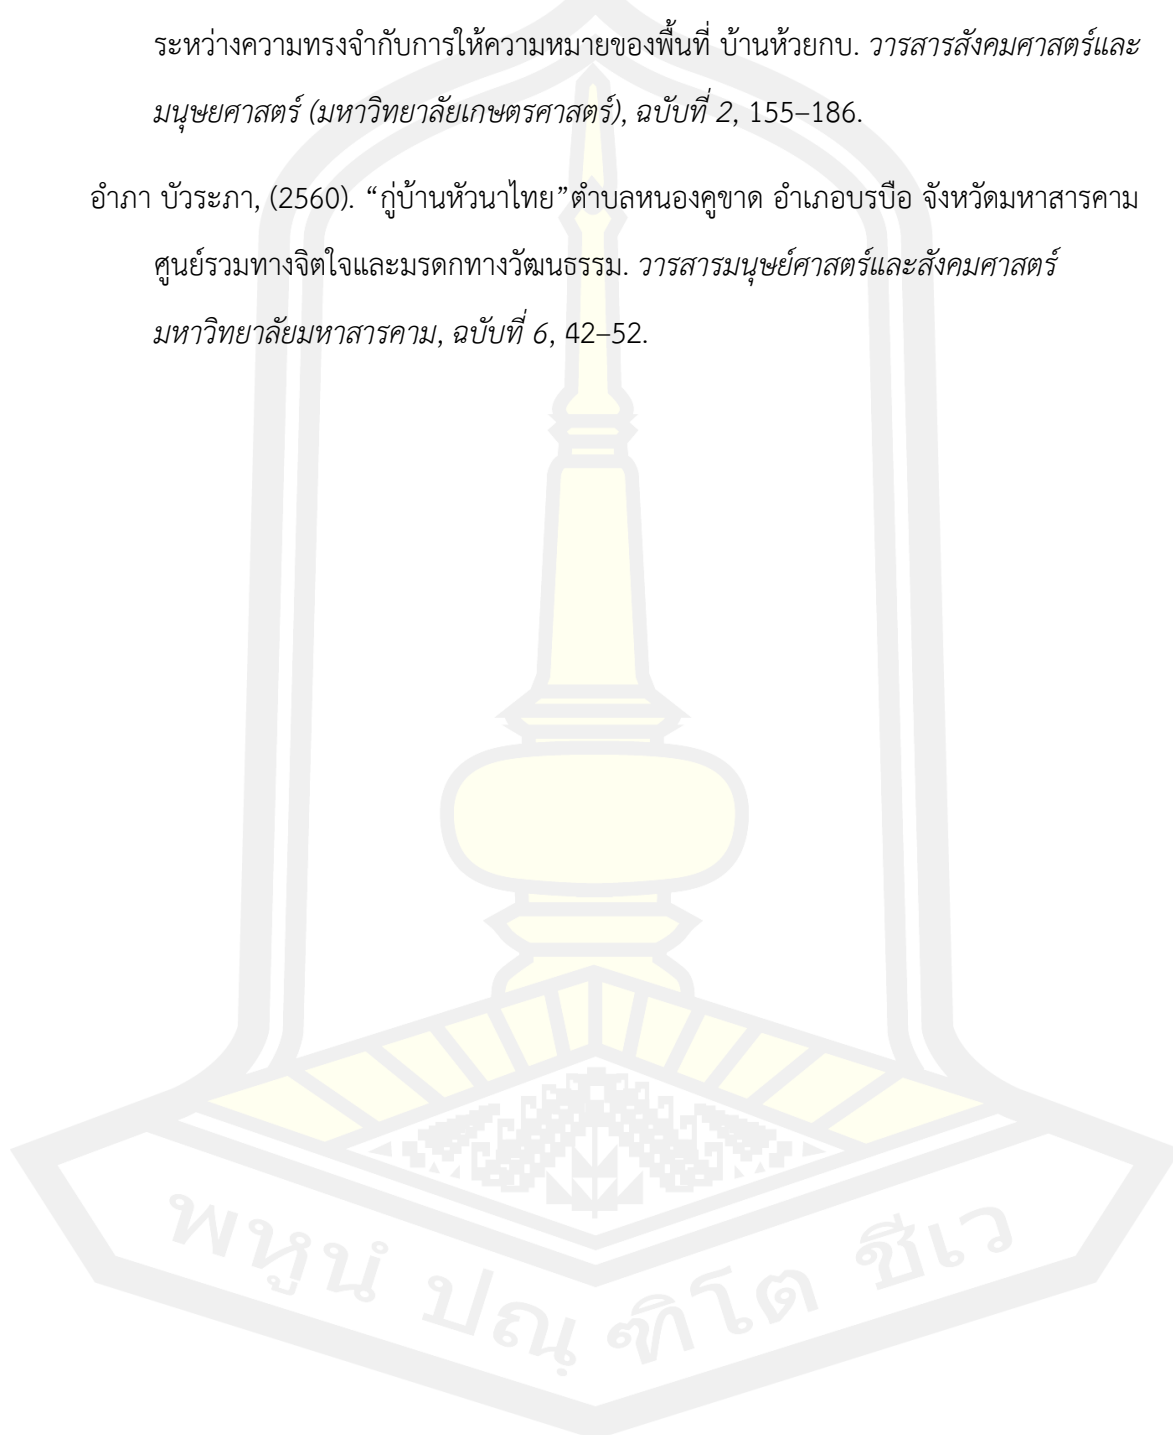 ระหว่างความทรงจำกับการให้ความหมายของพื้นที่ บ้านห้วยกบ. วารสารสังคมศาสตร์และ
มนุษยศาสตร์ (มหาวิทยาลัยเกษตรศาสตร์), ฉบับที่ 2, 155–186.
อำภา บัวระภา, (2560). “กู่บ้านหัวนาไทย”ตำบลหนองคูขาด อำเภอบรบือ จังหวัดมหาสารคาม
ศูนย์รวมทางจิตใจและมรดกทางวัฒนธรรม. วารสารมนุษย์ศาสตร์และสังคมศาสตร์
มหาวิทยาลัยมหาสารคาม, ฉบับที่ 6, 42–52.
พหูนํ ปณฺฑิโต ชีเว